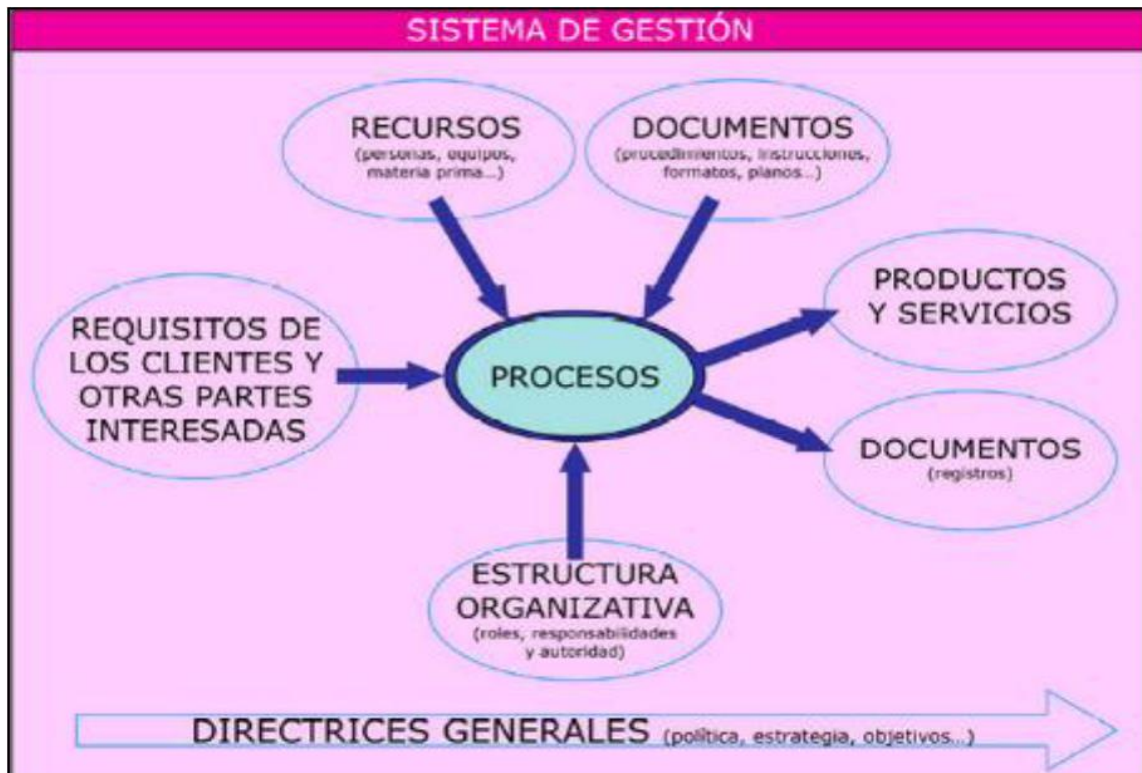 SISTEMA DE GESTIÓN
RECURSOS
(personas, equipos,
materia prima...)
DOCUMENTOS
(procedimientos, instrucciones,
formatos, planos...)
REQUISITOS DE
LOS CLIENTES Y
OTRAS PARTES
INTERESADAS
PROCESOS
PRODUCTOS
Y SERVICIOS
DOCUMENTOS
(registros)
ESTRUCTURA
ORGANIZATIVA
(roles, responsabilidades
y autoridad)
DIRECTRICES GENERALES (política, estrategia, objetivos...)